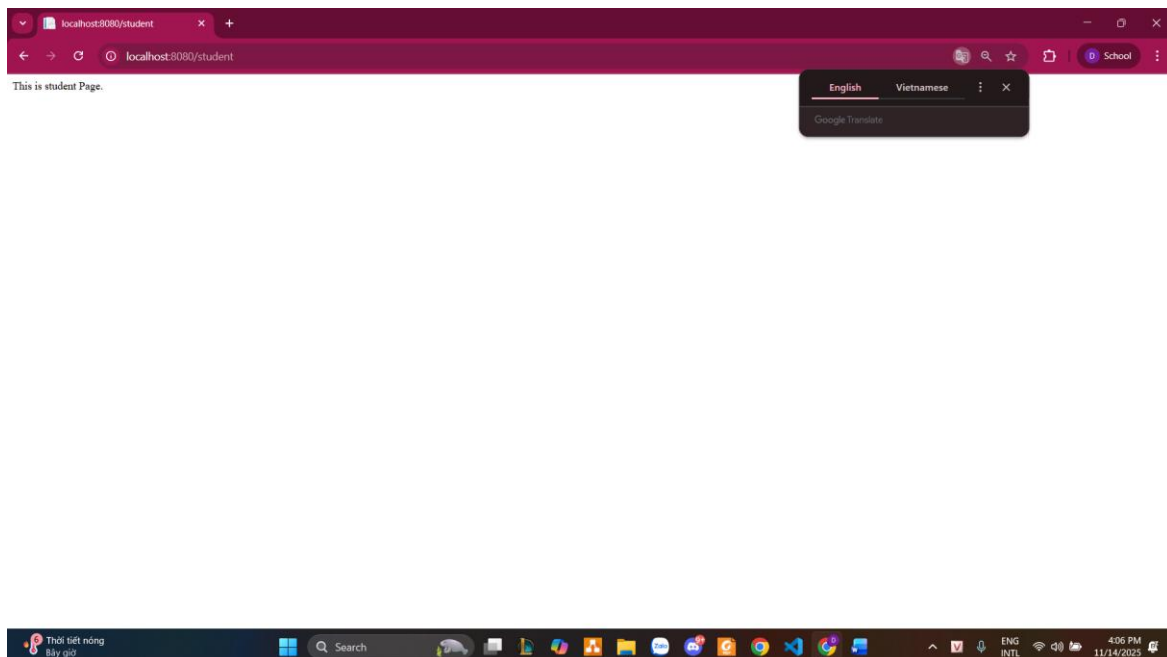 localhost:8080/student
localhost:8080/student
School
This is student Page.
English Vietnamese
Google Translate
Thời tiết nóng
Bây giờ
Search
ENG
INTL
4:06 PM
11/14/2025